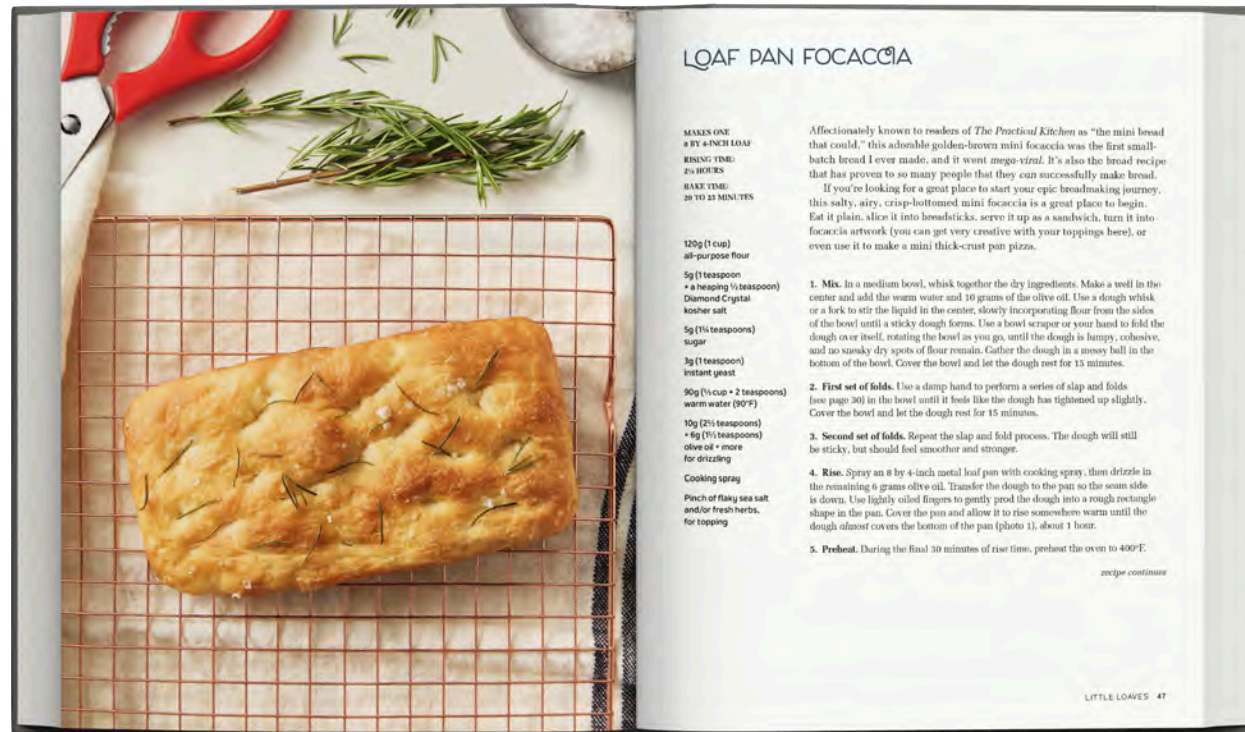 LOAF PAN FOCACCIA
MAKES ONE
8 BY 4-INCH LOAF
RISING TIME:
2¼ HOURS
BAKE TIME:
20 TO 25 MINUTES
120g (1 cup)
all-purpose flour
5g (1 teaspoon
+ a heaping ½ teaspoon)
Diamond Crystal
kosher salt
5g (1¼ teaspoons)
sugar
3g (1 teaspoon)
instant yeast
90g (⅓ cup + 2 teaspoons)
warm water (90°F)
10g (2½ teaspoons)
+ 6g (1½ teaspoons)
olive oil + more
for drizzling
Cooking spray
Pinch of flaky sea salt
and/or fresh herbs,
for topping
Affectionately known to readers of The Practical Kitchen as “the mini bread
that could,” this adorable golden-brown mini focaccia was the first small-
batch bread I ever made, and it went mega-viral. It’s also the bread recipe
that has proven to so many people that they can successfully make bread.
If you’re looking for a great place to start your epic breadmaking journey,
this salty, airy, crisp-bottomed mini focaccia is a great place to begin.
Eat it plain, slice it into breadsticks, serve it up as a sandwich, turn it into
focaccia artwork (you can get very creative with your toppings here), or
even use it to make a mini thick-crust pan pizza.
1. Mix. In a medium bowl, whisk together the dry ingredients. Make a well in the
center and add the warm water and 10 grams of the olive oil. Use a dough whisk
or a fork to stir the liquid in the center, slowly incorporating flour from the sides
of the bowl until a sticky dough forms. Use a bowl scraper or your hand to fold the
dough over itself, rotating the bowl as you go, until the dough is lumpy, cohesive,
and no sneaky dry spots of flour remain. Gather the dough in a messy ball in the
bottom of the bowl. Cover the bowl and let the dough rest for 15 minutes.
2. First set of folds. Use a damp hand to perform a series of slap and folds
(see page 30) in the bowl until it feels like the dough has tightened up slightly.
Cover the bowl and let the dough rest for 15 minutes.
3. Second set of folds. Repeat the slap and fold process. The dough will still
be sticky, but should feel smoother and stronger.
4. Rise. Spray an 8 by 4-inch metal loaf pan with cooking spray, then drizzle in
the remaining 6 grams olive oil. Transfer the dough to the pan so the seam side
is down. Use lightly oiled fingers to gently prod the dough into a rough rectangle
shape in the pan. Cover the pan and allow it to rise somewhere warm until the
dough almost covers the bottom of the pan (photo 1), about 1 hour.
5. Preheat. During the final 30 minutes of rise time, preheat the oven to 400°F.
recipe continues
LITTLE LOAVES 47